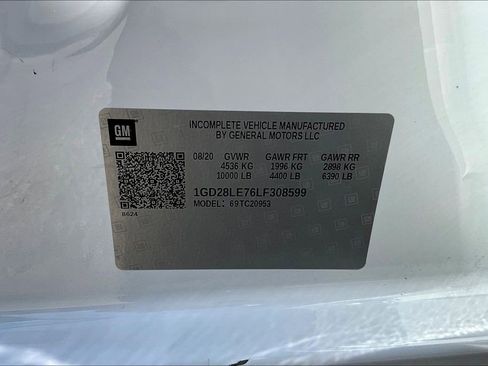 GM
INCOMPLETE VEHICLE MANUFACTURED
BY GENERAL MOTORS LLC
08/20 GVWR GAWR FRT GAWR RR
4536 KG 1996 KG 2898 KG
10000 LB 4400 LB 6390 LB
1GD28LE76LF308599
MODEL: 69TC20953
8624